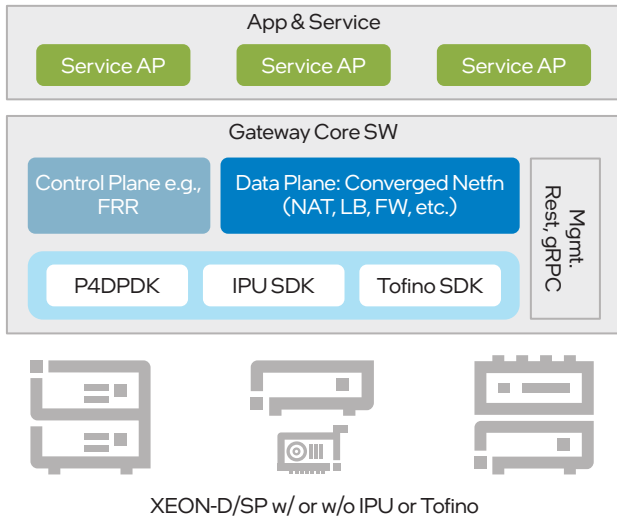 App & Service
Service AP
Service AP
Service AP
Gateway Core SW
Control Plane e.g.,
FRR
Data Plane: Converged Netfn
(NAT, LB, FW, etc.)
Mgmt.
Rest, gRPC
P4DPDK
IPU SDK
Tofino SDK
XEON-D/SP w/ or w/o IPU or Tofino